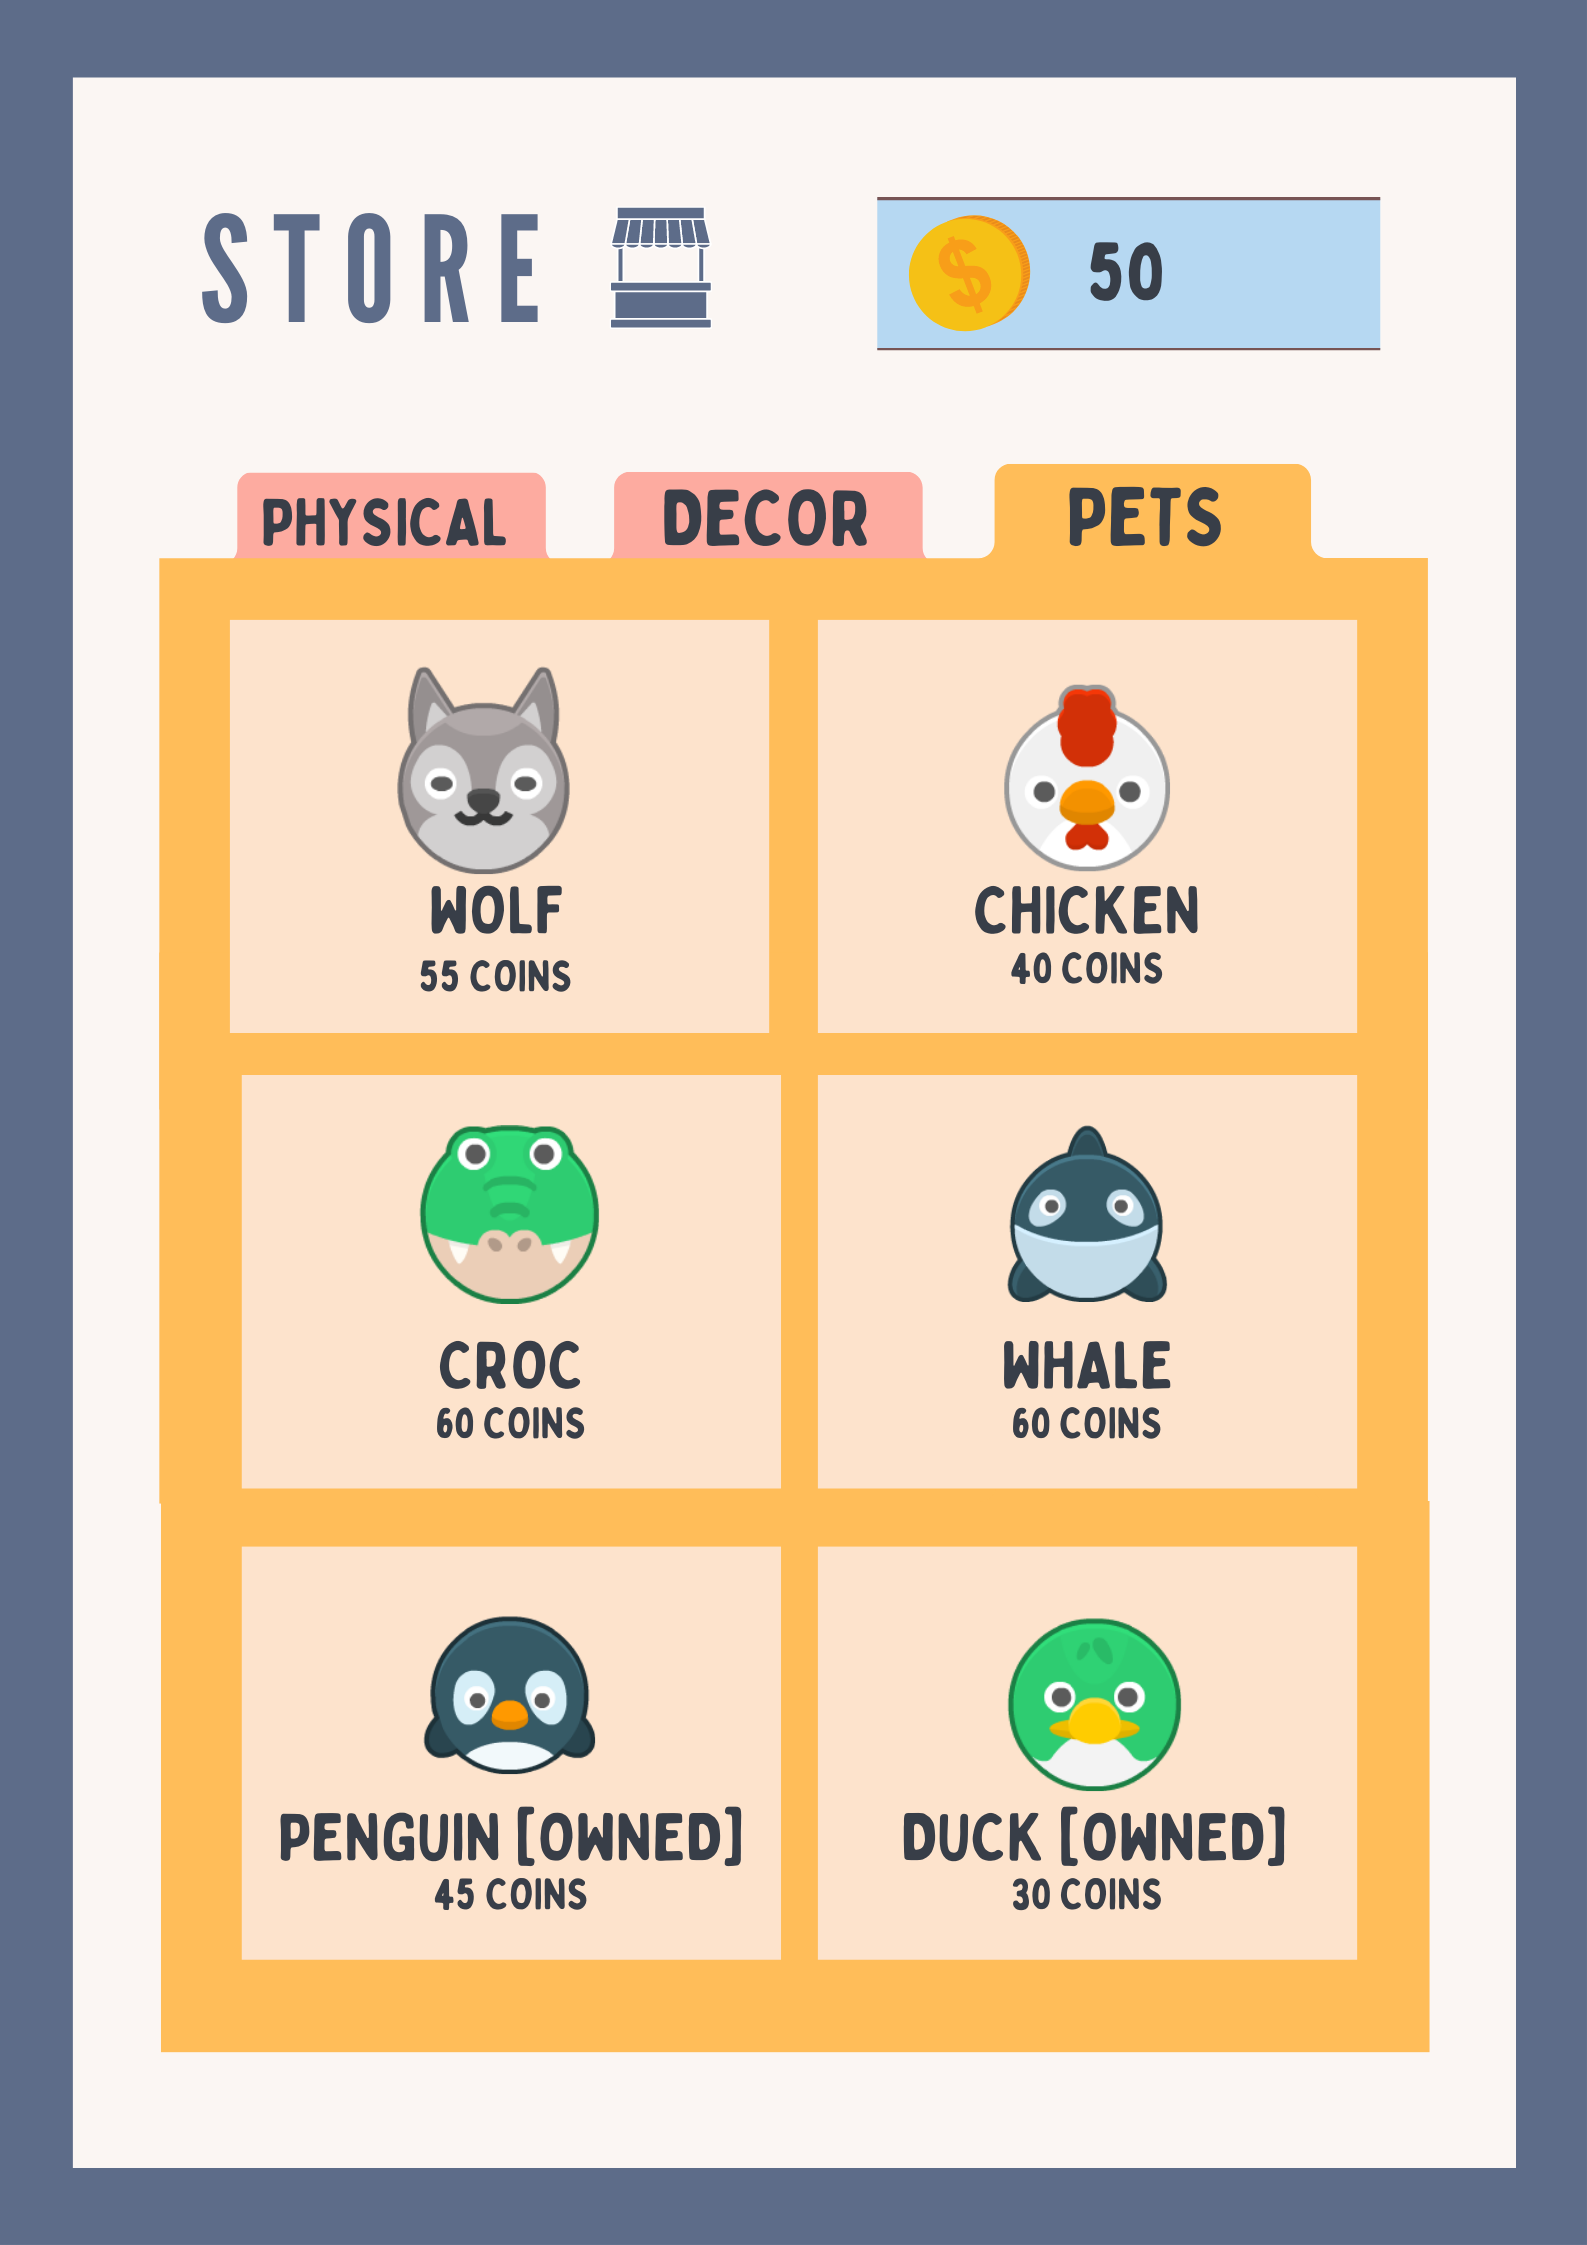 STORE
50
PHYSICAL
DECOR
PETS
WOLF
55 COINS
CHICKEN
40 COINS
CROC
60 COINS
WHALE
60 COINS
PENGUIN [OWNED]
45 COINS
DUCK [OWNED]
30 COINS